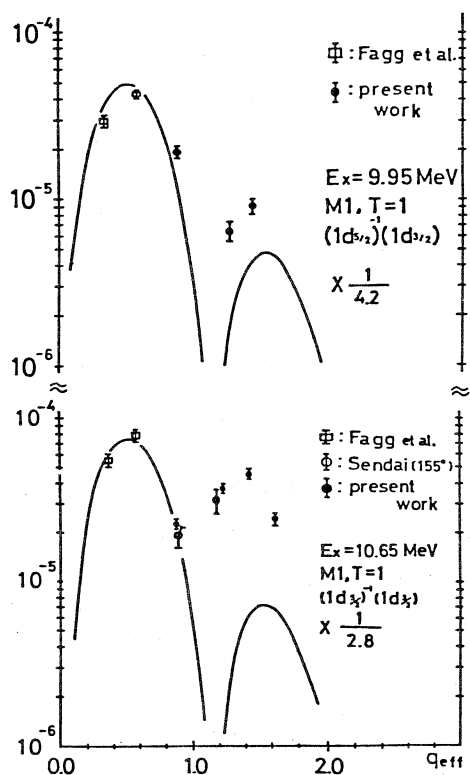 10⁻⁴
10⁻⁵
10⁻⁶
: Fagg et al.
: present
work
Ex = 9.95 MeV
M1, T=1
(1d5/2)⁻¹(1d3/2)
X 1/4.2
≈ ≈
10⁻⁴
10⁻⁵
10⁻⁶
: Fagg et al.
: Sendai (155°)
: present
work
Ex = 10.65 MeV
M1, T=1
X 1/2.8
0.0 1.0 2.0 qeff